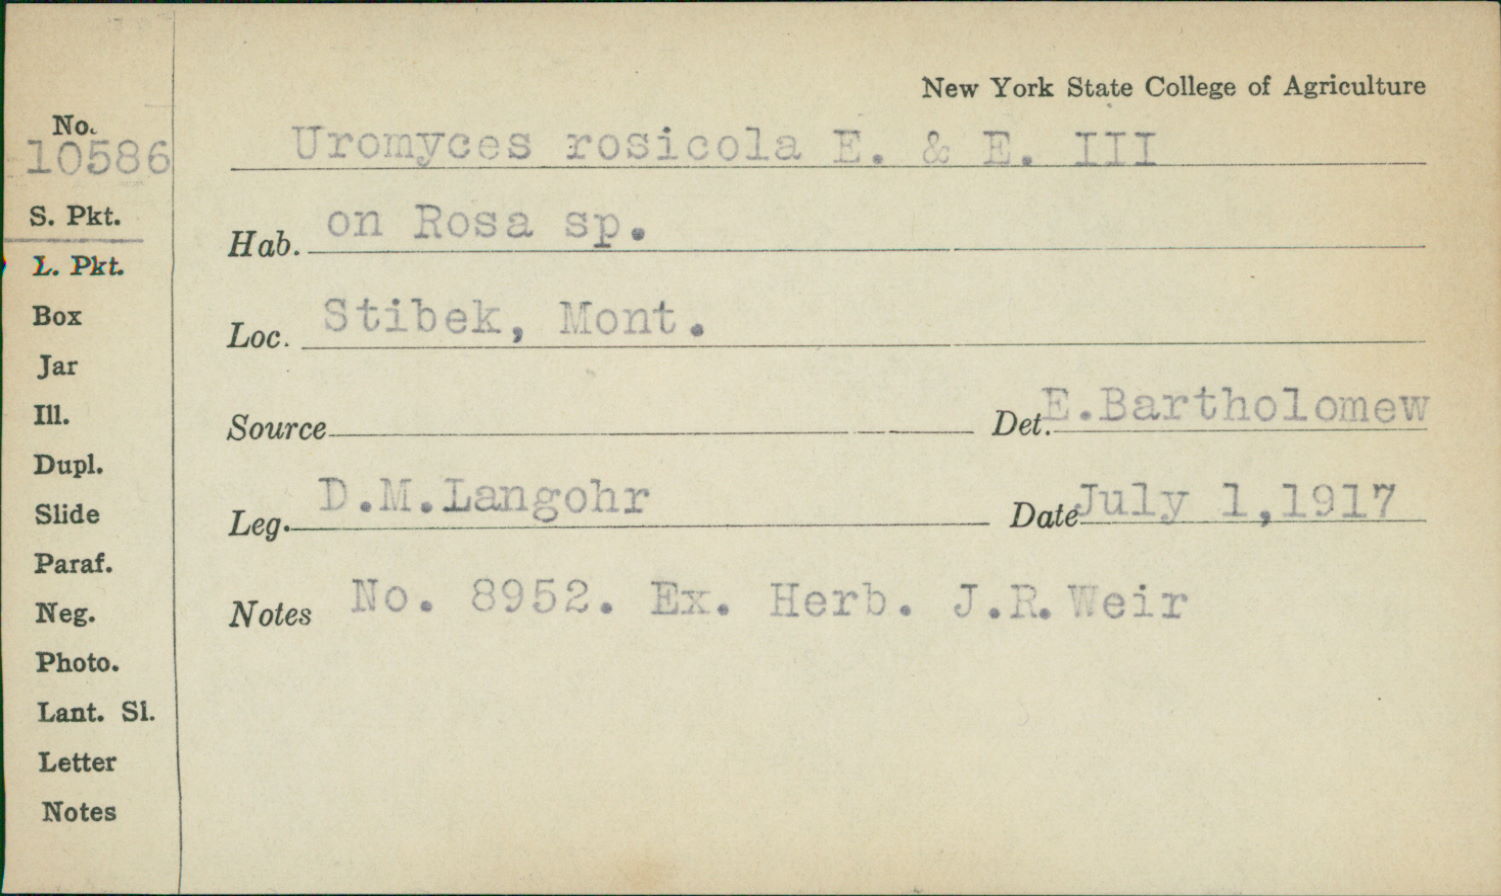 New York State College of Agriculture
No.
10586
S. Pkt.
L. Pkt.
Box
Jar
Ill.
Dupl.
Slide
Paraf.
Neg.
Photo.
Lant. Sl.
Letter
Notes
Uromyces rosicola E. & E. III
Hab. on Rosa sp.
Loc. Stibek, Mont.
Source Det. E.Bartholomew
Leg. D.M.Langohr Date July 1,1917
Notes No. 8952. Ex. Herb. J.R.Weir